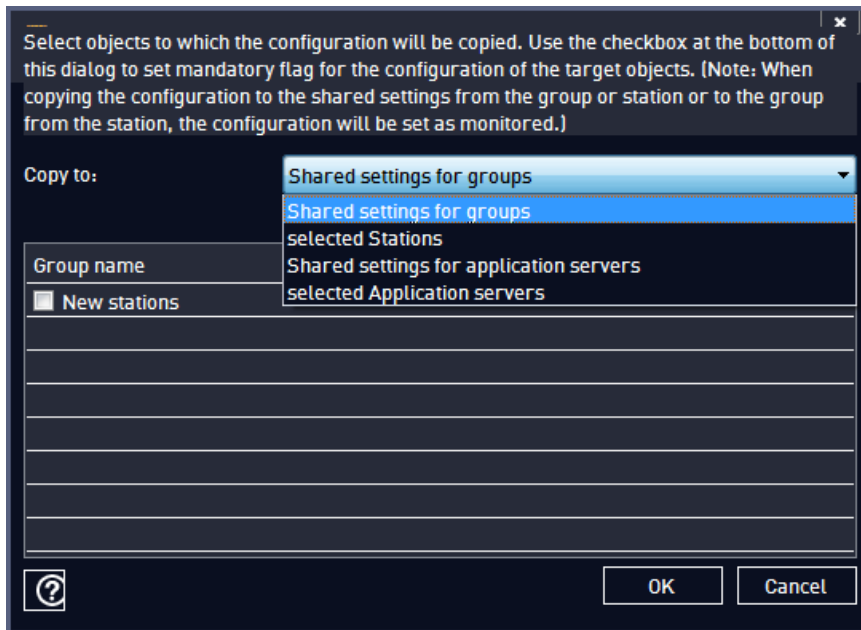 Select objects to which the configuration will be copied. Use the checkbox at the bottom of
this dialog to set mandatory flag for the configuration of the target objects. (Note: When
copying the configuration to the shared settings from the group or station or to the group
from the station, the configuration will be set as monitored.)
Copy to:
Shared settings for groups
Shared settings for groups
selected Stations
Shared settings for application servers
selected Application servers
Group name
New stations
OK
Cancel